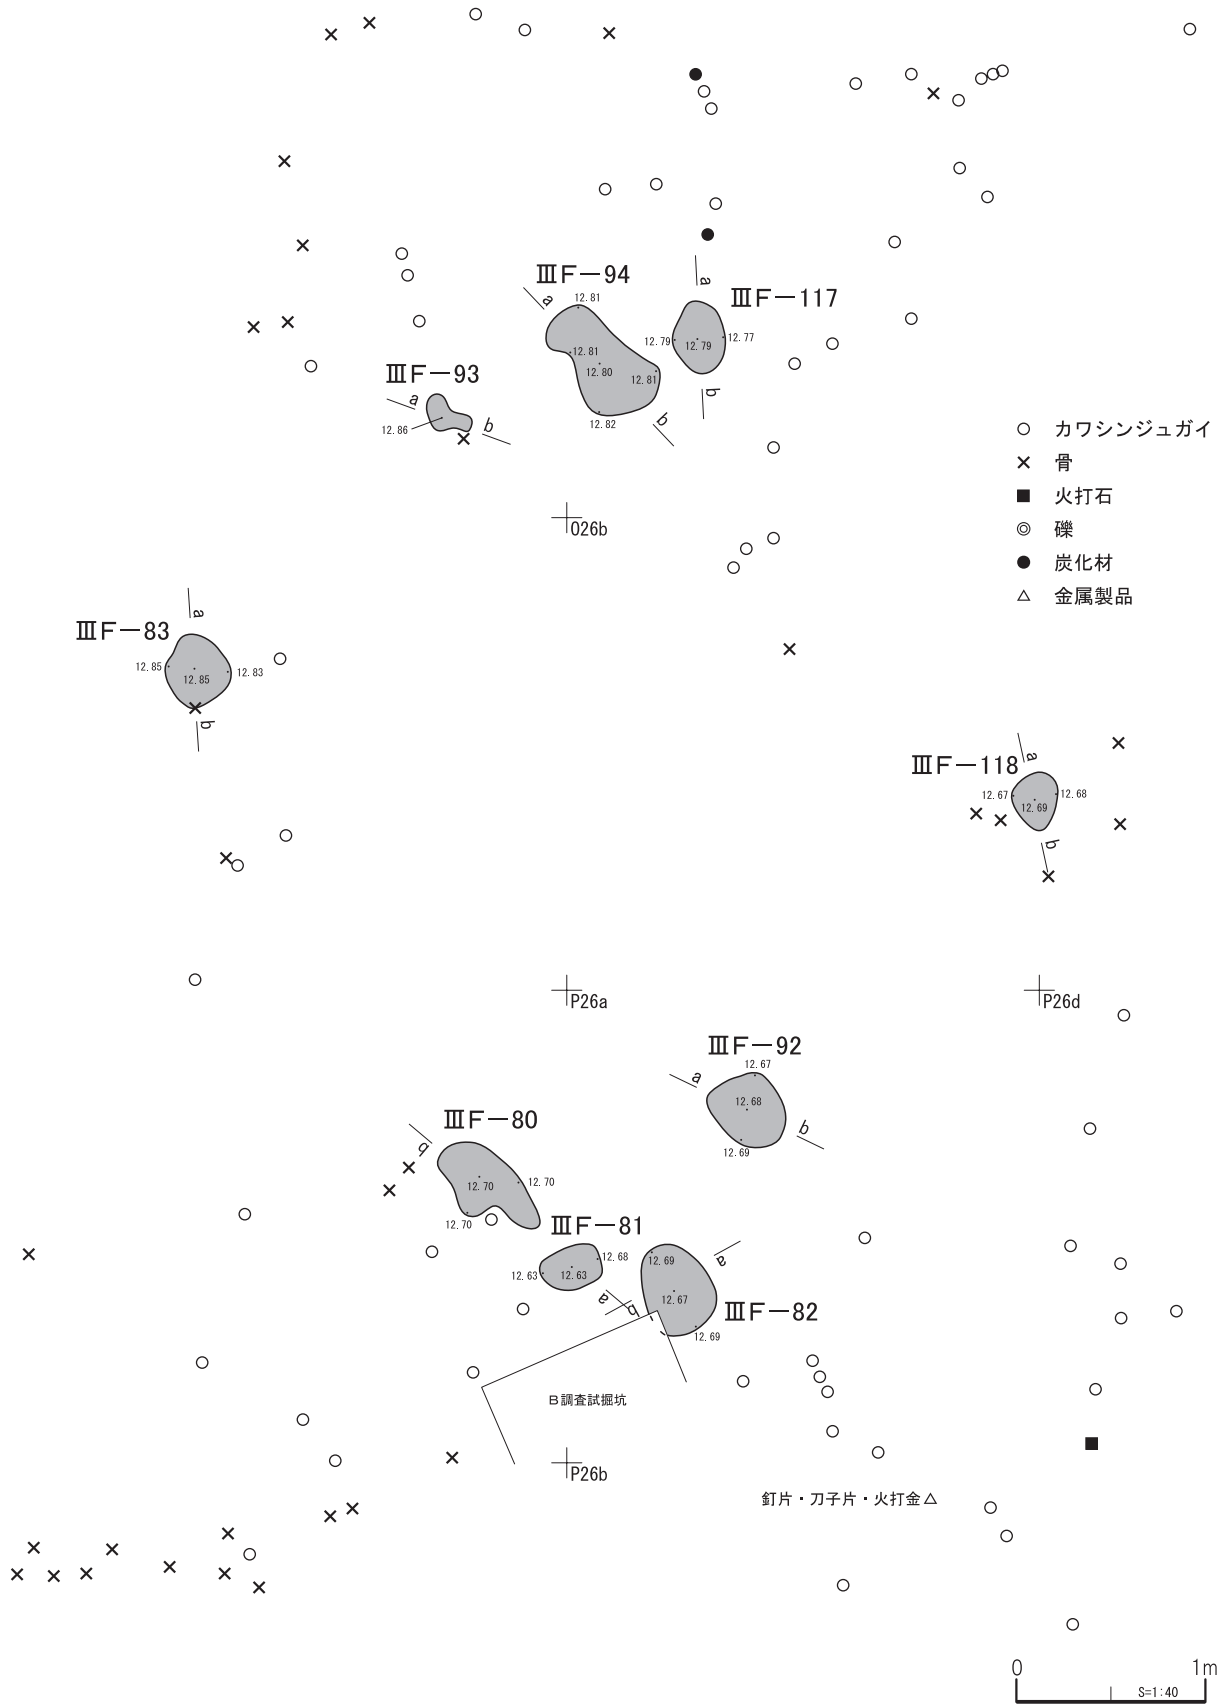 ⅢF－94
a
12.81
12.81
12.80
12.81
12.82
b
ⅢF－117
a
12.79
12.79
12.77
b
ⅢF－93
a
12.86
b
カワシンジュガイ
骨
火打石
礫
炭化材
金属製品
O26b
ⅢF－83
a
12.85
12.85
12.83
b
ⅢF－118
a
12.67
12.69
12.68
b
P26a
P26d
ⅢF－92
12.67
a
12.68
12.69
b
ⅢF－80
b
12.70
12.70
12.70
ⅢF－81
12.68
12.63
12.63
a
ⅢF－82
a
12.69
12.67
12.69
b
B調査試掘坑
P26b
釘片・刀子片・火打金
0
1m
S=1:40